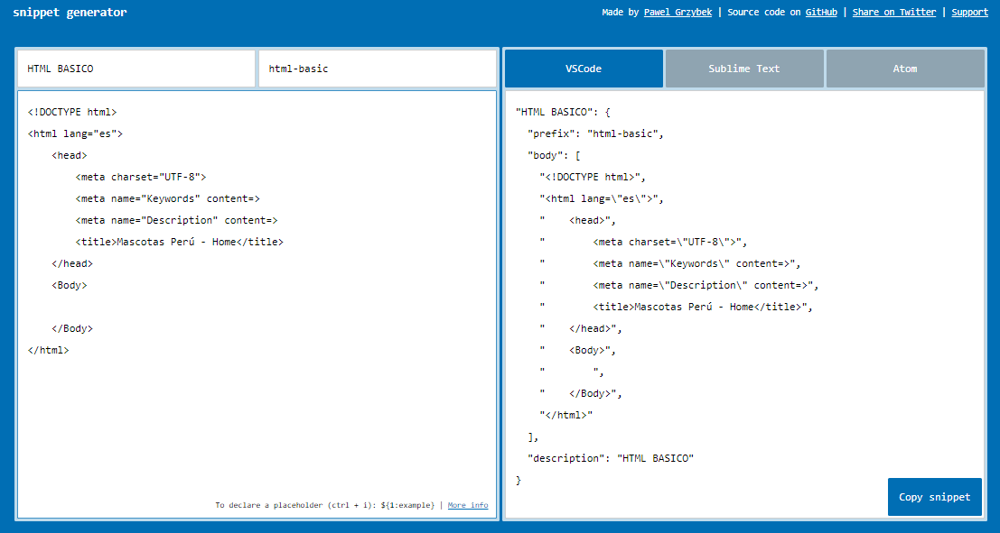 snippet generator
Made by Pawel Grzybek | Source code on GitHub | Share on Twitter | Support
HTML BASICO
html-basic
<!DOCTYPE html>
<html lang="es">
    <head>
        <meta charset="UTF-8">
        <meta name="Keywords" content=>
        <meta name="Description" content=>
        <title>Mascotas Perú - Home</title>
    </head>
    <Body>
    </Body>
</html>
To declare a placeholder (ctrl + i): ${1:example} | More info
VSCode
Sublime Text
Atom
"HTML BASICO": {
  "prefix": "html-basic",
  "body": [
    "<!DOCTYPE html>",
    "<html lang=\"es\">",
    "    <head>",
    "        <meta charset=\"UTF-8\">",
    "        <meta name=\"Keywords\" content=>",
    "        <meta name=\"Description\" content=>",
    "        <title>Mascotas Perú - Home</title>",
    "    </head>",
    "    <Body>",
    "        ",
    "    </Body>",
    "</html>"
  ],
  "description": "HTML BASICO"
}
Copy snippet